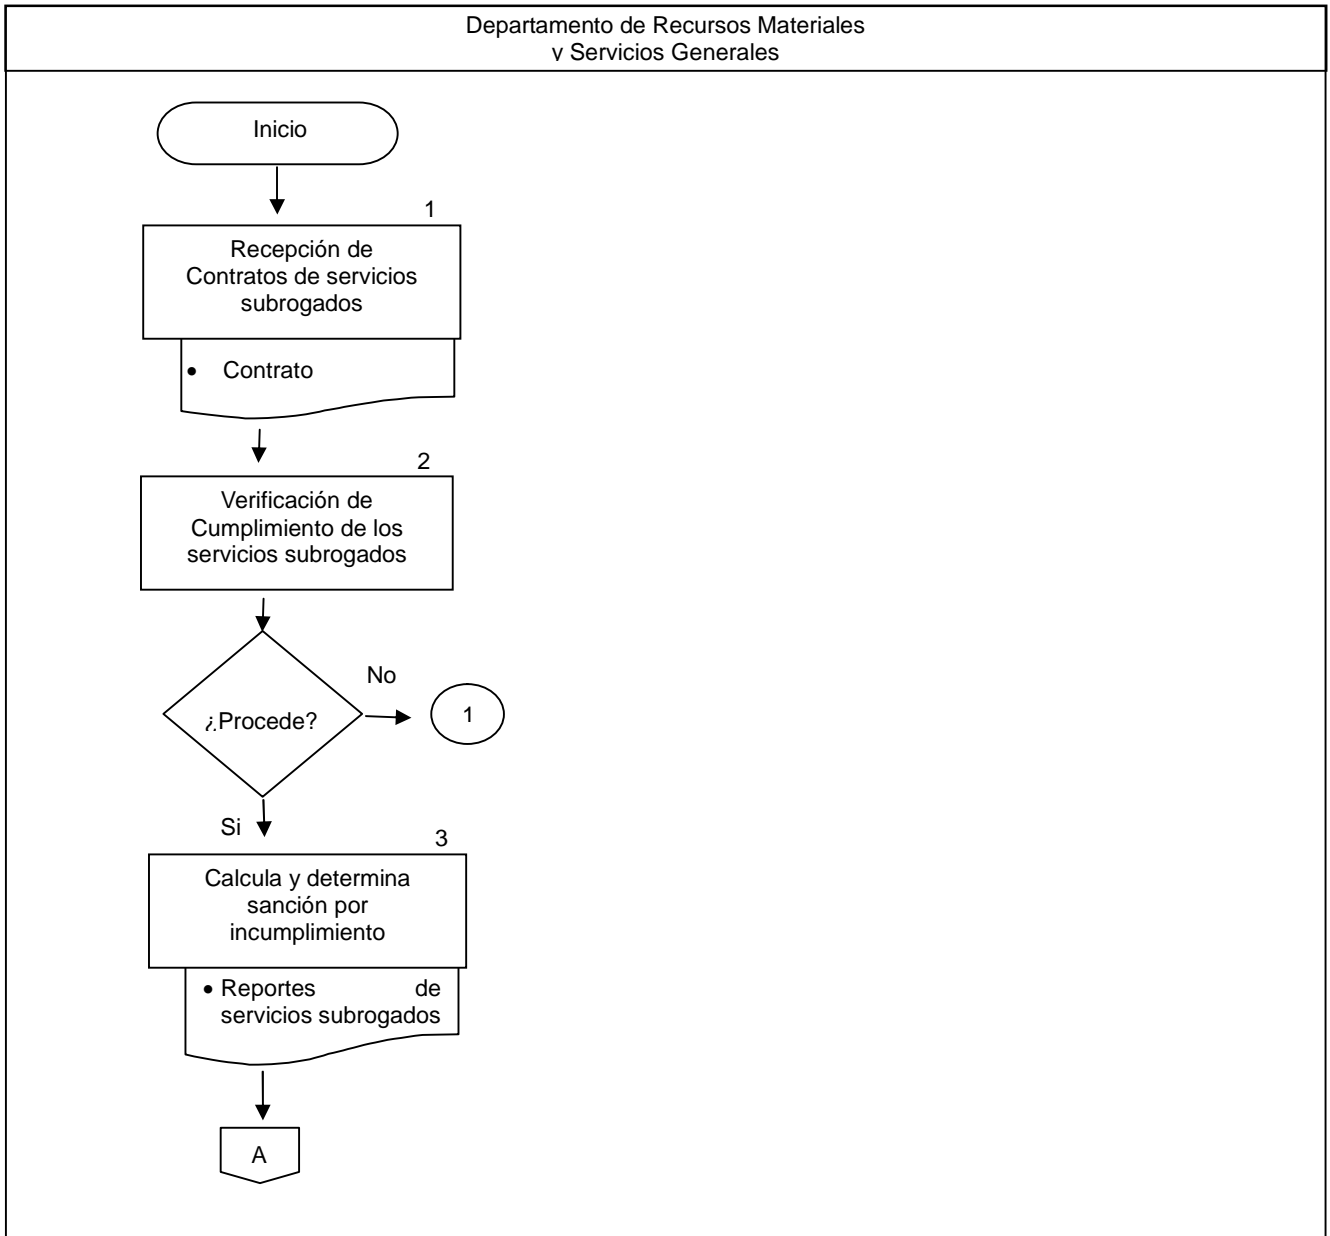 Departamento de Recursos Materiales
y Servicios Generales
Inicio
1
Recepción de
Contratos de servicios
subrogados
• Contrato
2
Verificación de
Cumplimiento de los
servicios subrogados
No
¿Procede?
1
Si
3
Calcula y determina
sanción por
incumplimiento
• Reportes de
servicios subrogados
A